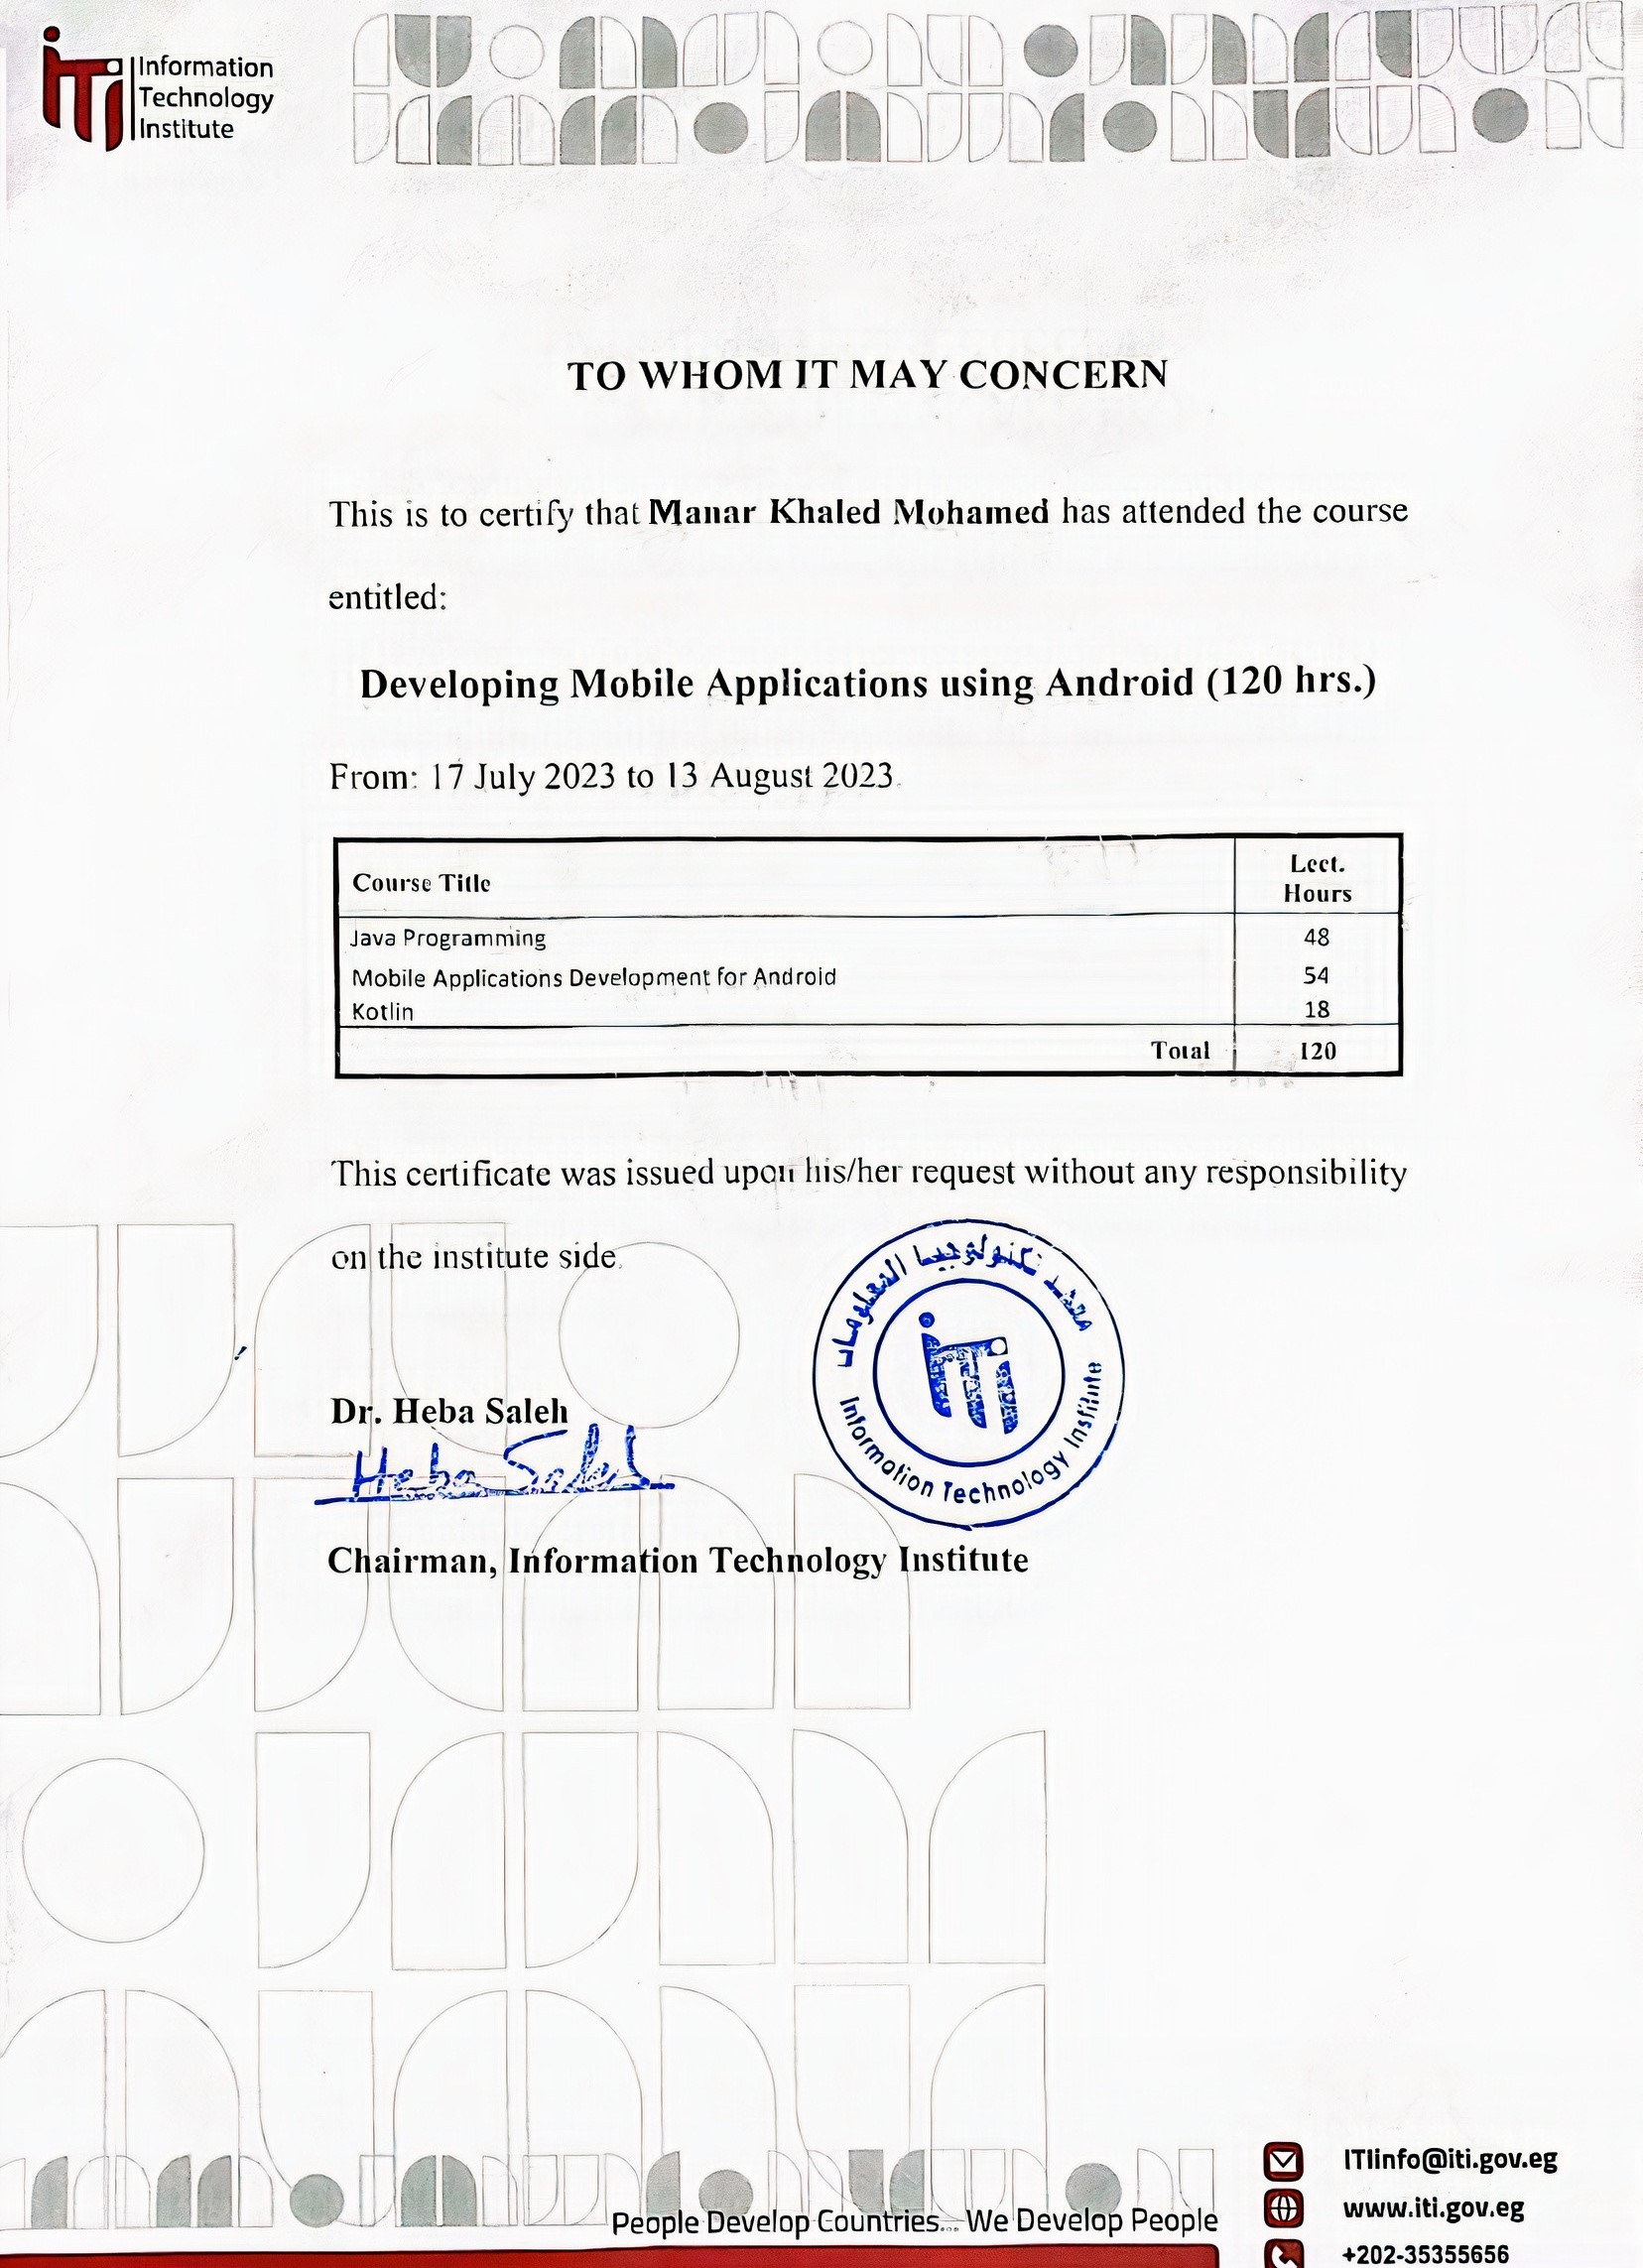 iTi
Information
Technology
Institute
TO WHOM IT MAY CONCERN
This is to certify that Manar Khaled Mohamed has attended the course
entitled:
Developing Mobile Applications using Android (120 hrs.)
From: 17 July 2023 to 13 August 2023.
Course Title
Lect.
Hours
Java Programming 48
Mobile Applications Development for Android 54
Kotlin 18
Total 120
This certificate was issued upon his/her request without any responsibility
on the institute side.
معهد تكنولوجيا المعلومات
iTi
Information Technology Institute
Dr. Heba Saleh
Heba Saleh
Chairman, Information Technology Institute
ITIinfo@iti.gov.eg
www.iti.gov.eg
People Develop Countries... We Develop People
+202-35355656